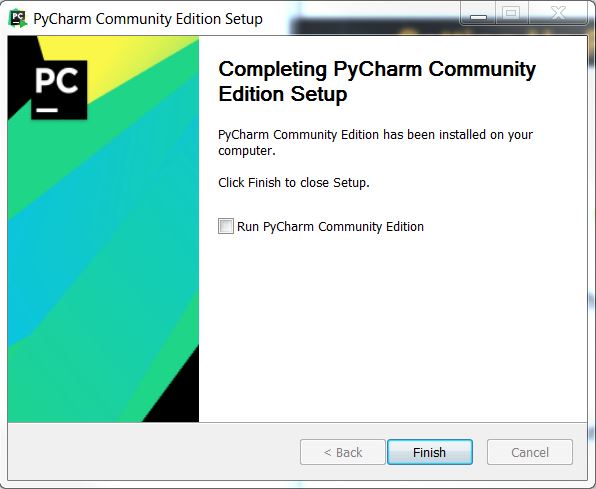 PyCharm Community Edition Setup
PC
Completing PyCharm Community
Edition Setup
PyCharm Community Edition has been installed on your
computer.
Click Finish to close Setup.
Run PyCharm Community Edition
< Back
Finish
Cancel